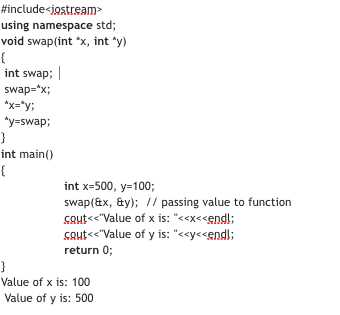 #include<iostream>
using namespace std;
void swap(int *x, int *y)
{
int swap;
swap=*x;
*x=*y;
*y=swap;
}
int main()
{
int x=500, y=100;
swap(&x, &y);  // passing value to function
cout<<"Value of x is: "<<x<<endl;
cout<<"Value of y is: "<<y<<endl;
return 0;
}
Value of x is: 100
Value of y is: 500